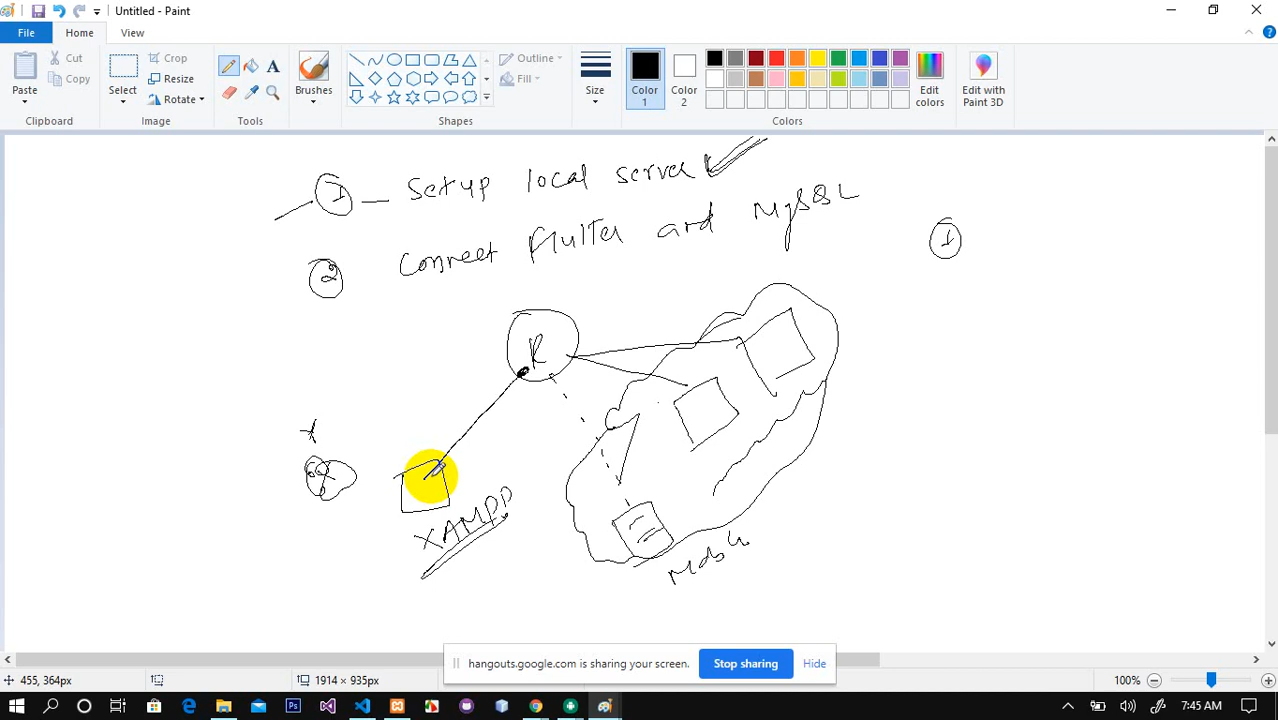 Untitled - Paint
File Home View
Paste
Cut
Copy
Clipboard
Select
Crop
Resize
Rotate
Image
A
Tools
Brushes
Outline
Fill
Shapes
Size
Color 1
Color 2
Edit colors
Colors
Edit with Paint 3D
① — Setup local server
② Connect flutter and MySQL
①
R
XAMPP
hangouts.google.com is sharing your screen. Stop sharing Hide
455, 364px 1914 × 935px 100%
Ps 7:45 AM